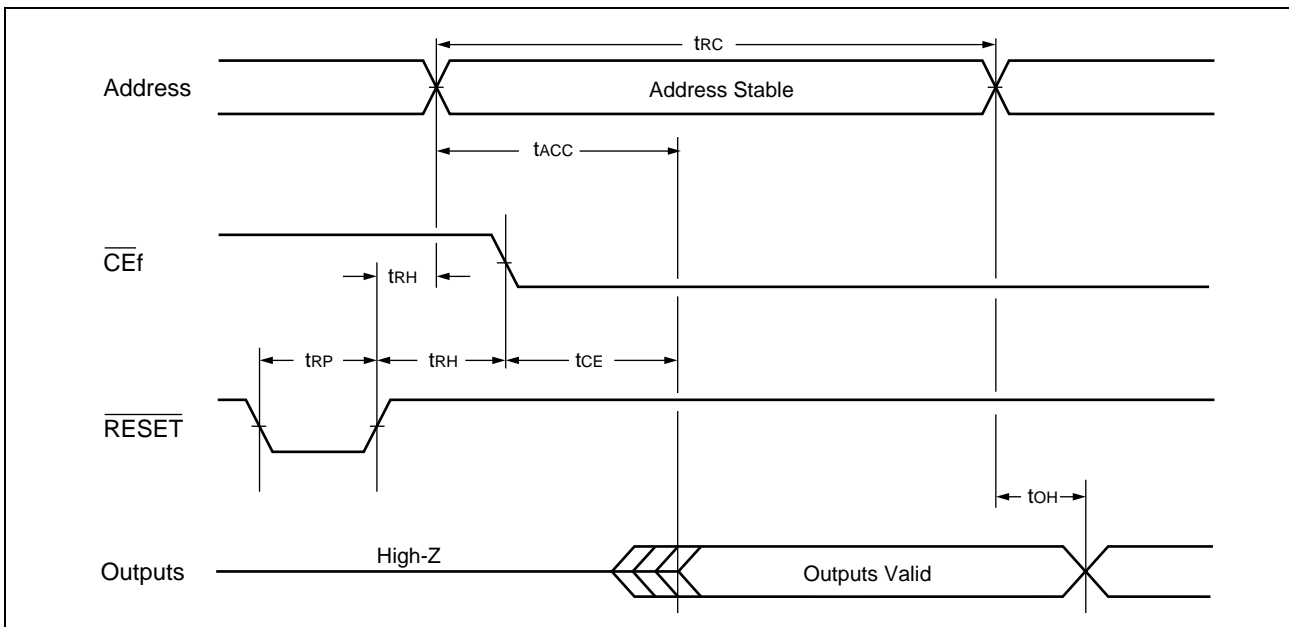 tRC
Address
Address Stable
tACC
CEf
tRH
tRP
tRH
tCE
RESET
tOH
High-Z
Outputs
Outputs Valid